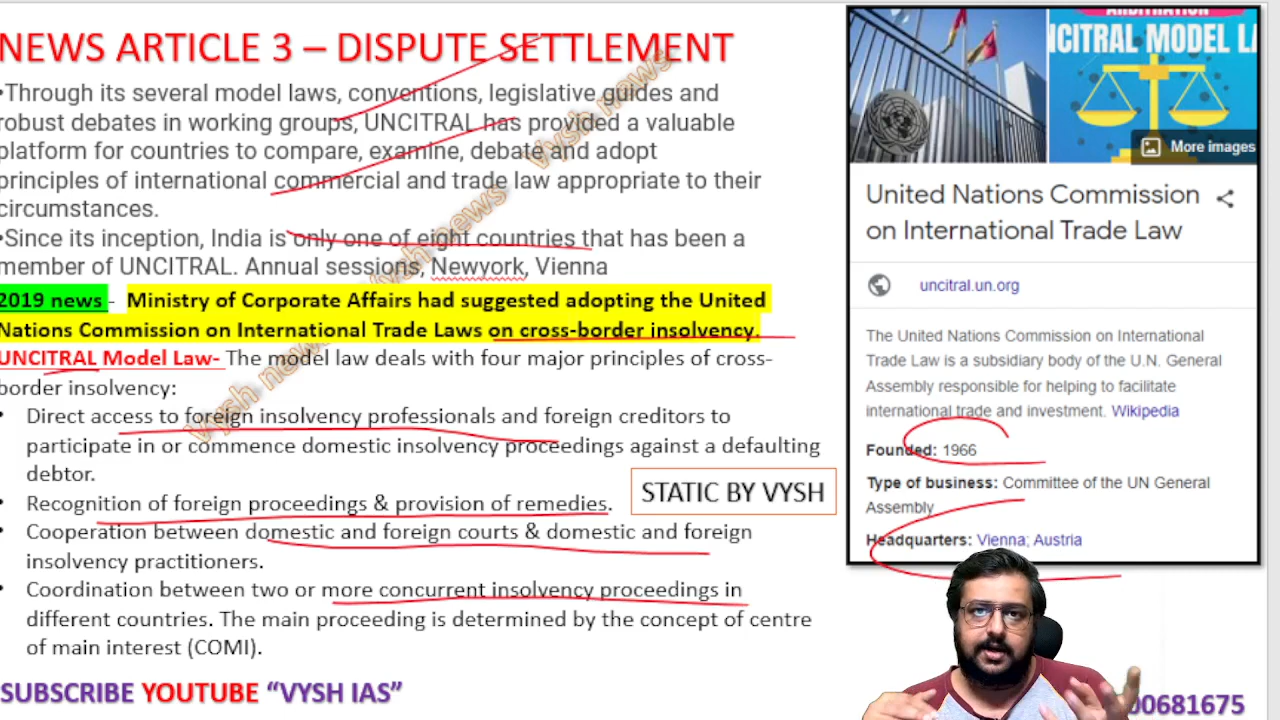 NEWS ARTICLE 3 – DISPUTE SETTLEMENT
•Through its several model laws, conventions, legislative guides and
robust debates in working groups, UNCITRAL has provided a valuable
platform for countries to compare, examine, debate and adopt
principles of international commercial and trade law appropriate to their
circumstances.
•Since its inception, India is only one of eight countries that has been a
member of UNCITRAL. Annual sessions, Newyork, Vienna
2019 news - Ministry of Corporate Affairs had suggested adopting the United
Nations Commission on International Trade Laws on cross-border insolvency.
UNCITRAL Model Law- The model law deals with four major principles of cross-
border insolvency:
• Direct access to foreign insolvency professionals and foreign creditors to
participate in or commence domestic insolvency proceedings against a defaulting
debtor.
• Recognition of foreign proceedings & provision of remedies.
• Cooperation between domestic and foreign courts & domestic and foreign
insolvency practitioners.
• Coordination between two or more concurrent insolvency proceedings in
different countries. The main proceeding is determined by the concept of centre
of main interest (COMI).
STATIC BY VYSH
SUBSCRIBE YOUTUBE “VYSH IAS”
Vysh news
Vysh news
Vysh news
ARBITRATION
NCITRAL MODEL LA
More images
United Nations Commission
on International Trade Law
uncitral.un.org
The United Nations Commission on International
Trade Law is a subsidiary body of the U.N. General
Assembly responsible for helping to facilitate
international trade and investment. Wikipedia
Founded: 1966
Type of business: Committee of the UN General
Assembly
Headquarters: Vienna; Austria
00681675